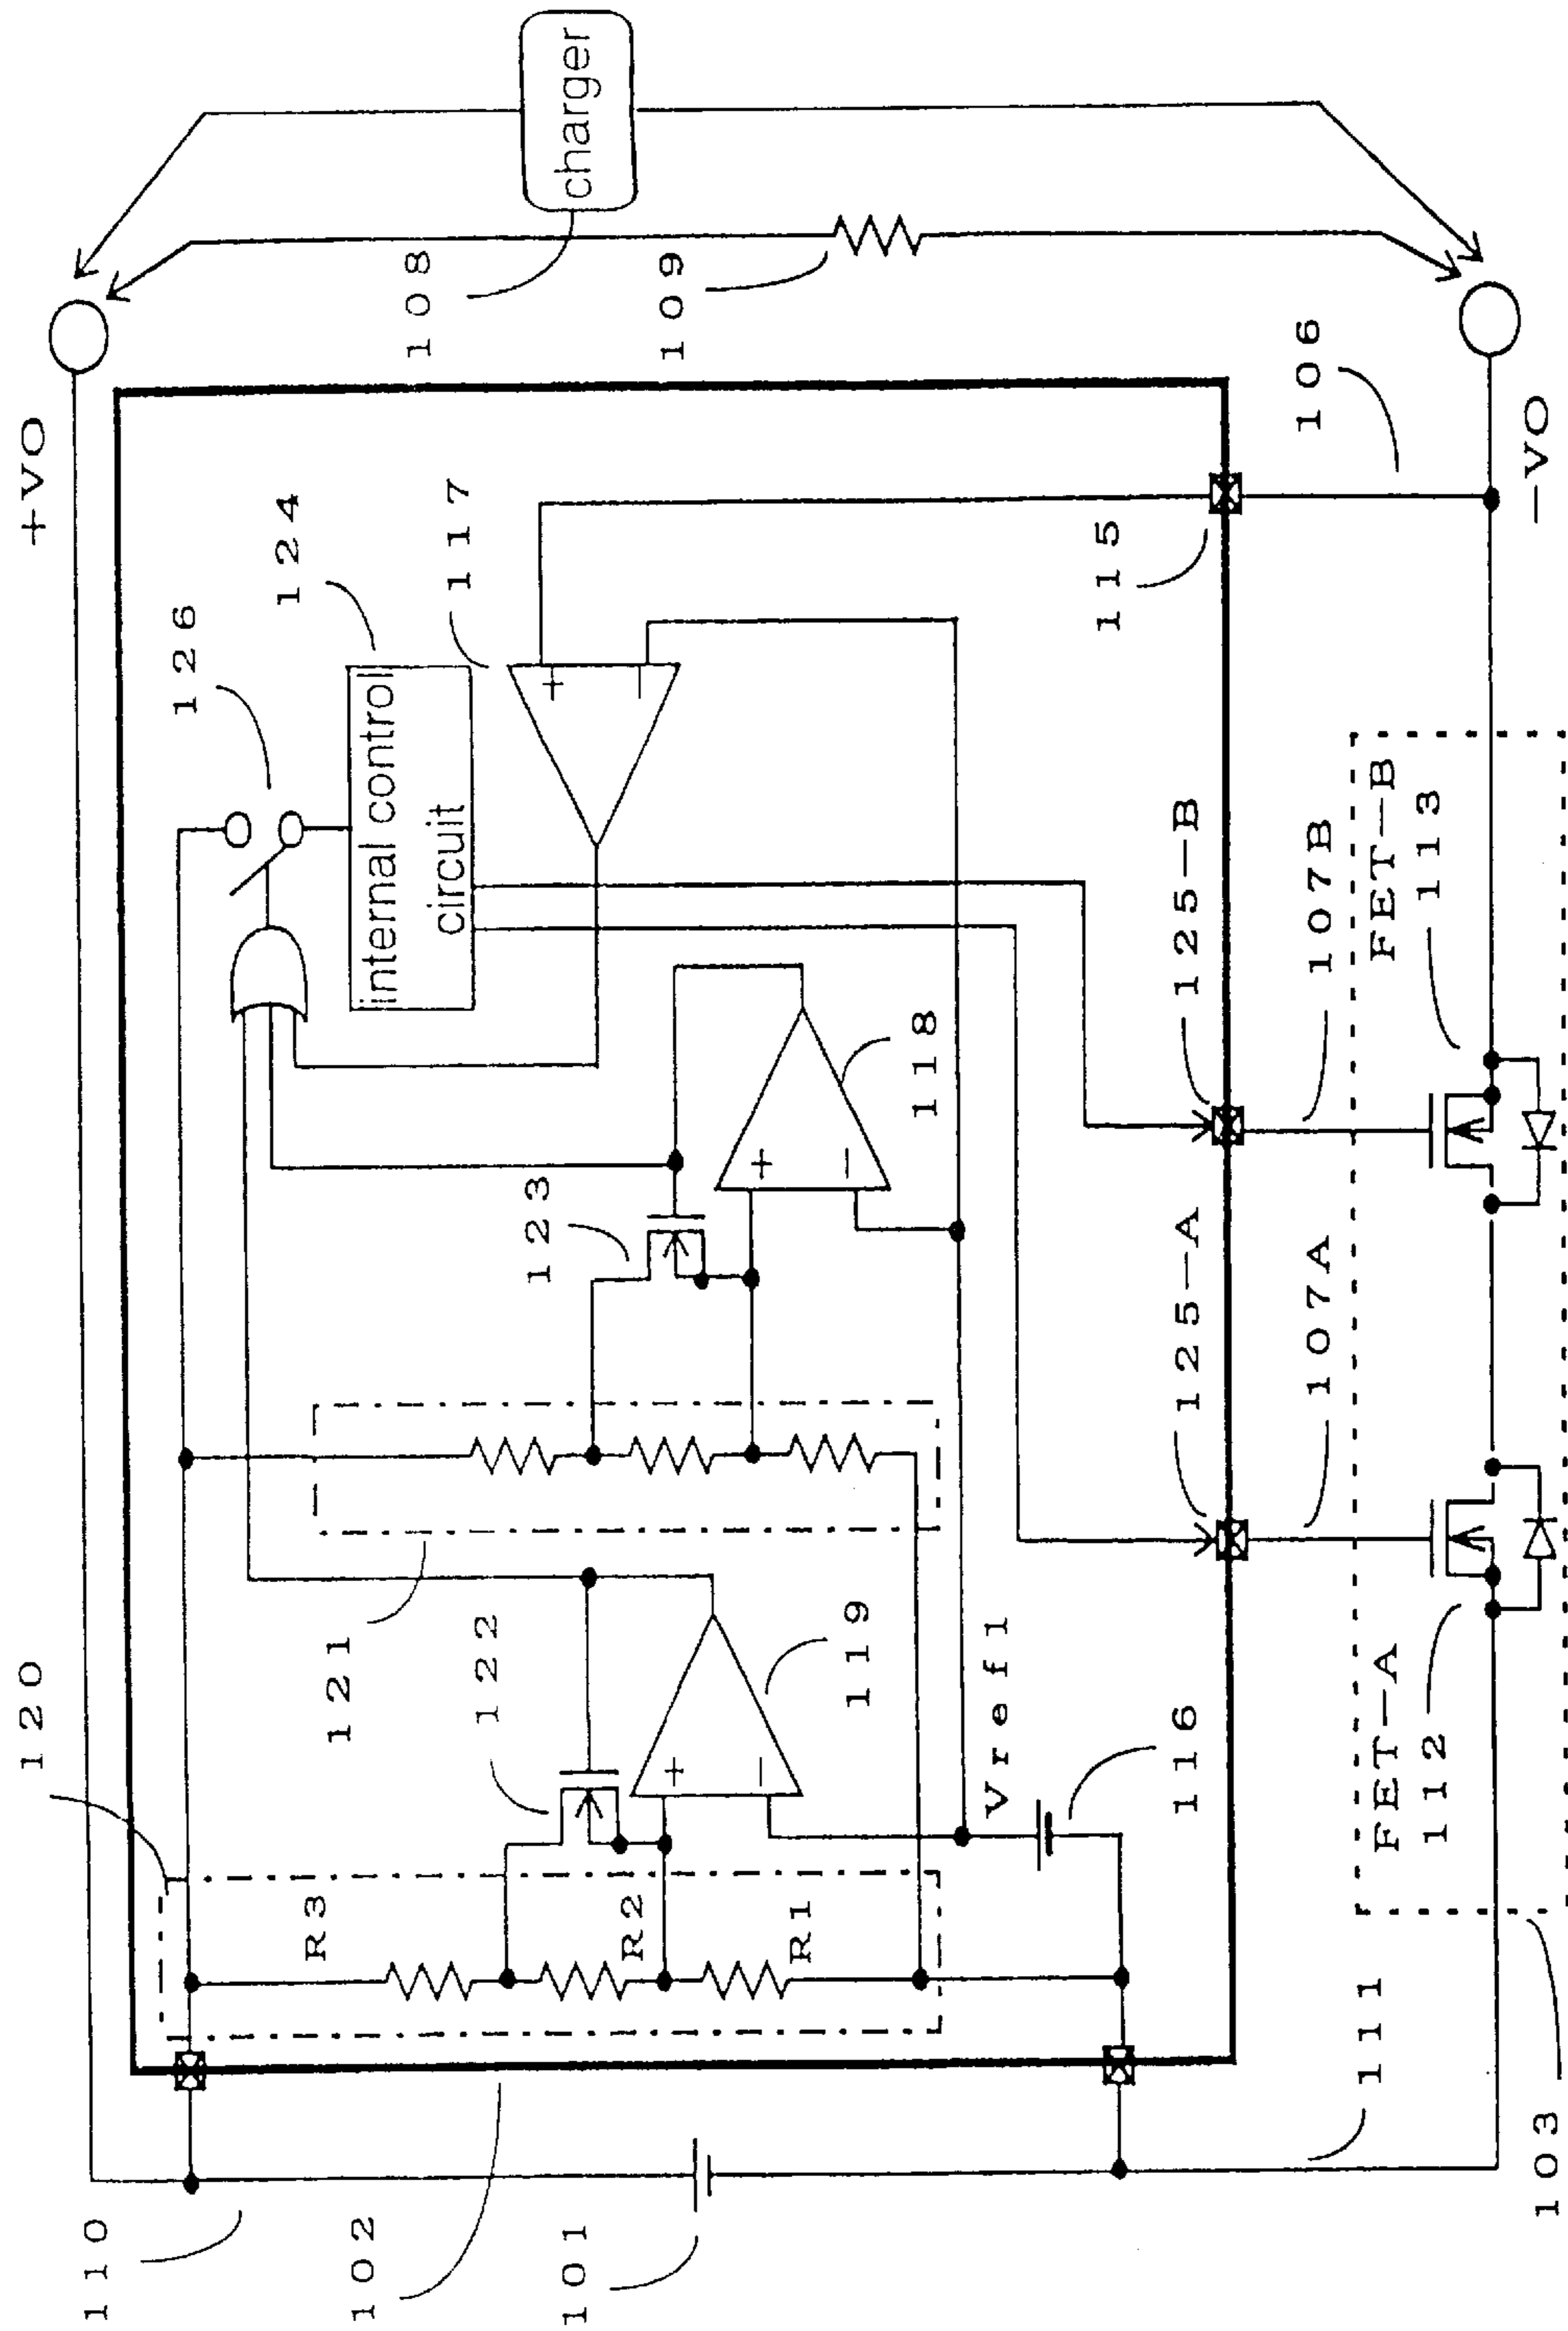 120
110
102
101
+VO
126
124
117
internal control
circuit
108
charger
109
123
118
121
122
119
R3
R2
R1
Vref1
116
115
106
-VO
125-A
125-B
107A
107B
FET-A
112
FET-B
113
111
103